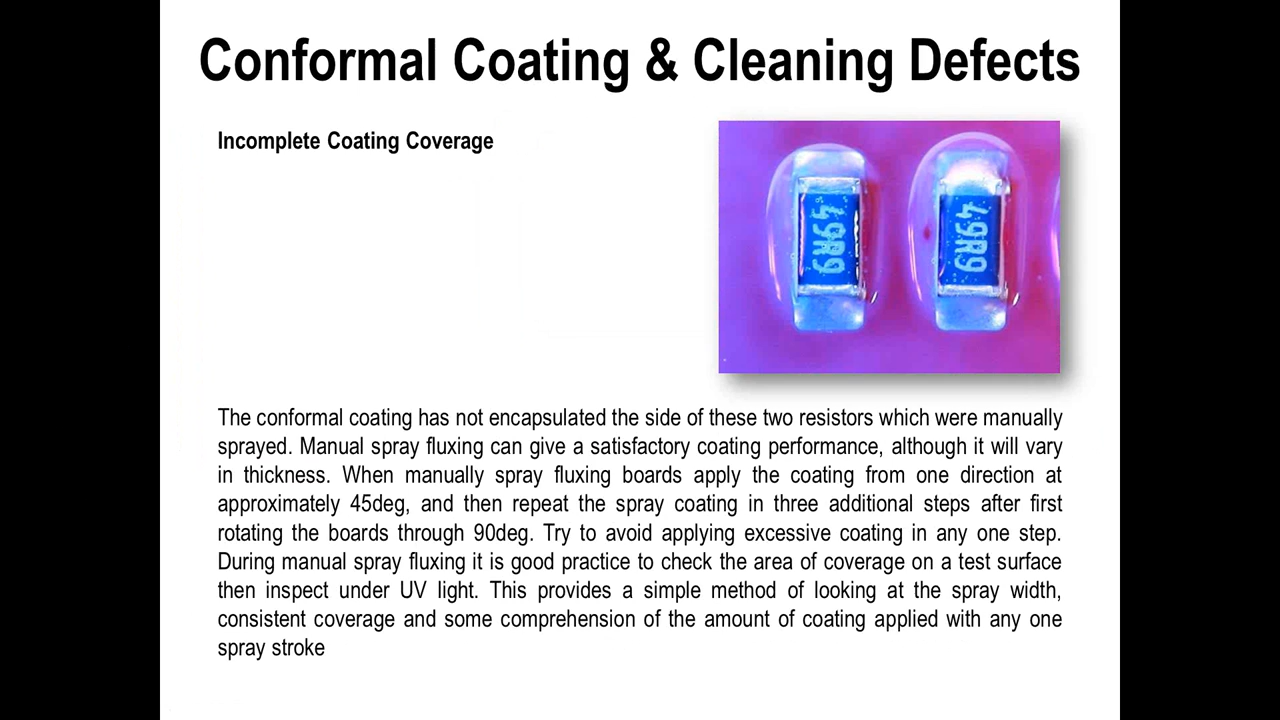 Conformal Coating & Cleaning Defects
Incomplete Coating Coverage
49R9
49R9
The conformal coating has not encapsulated the side of these two resistors which were manually
sprayed. Manual spray fluxing can give a satisfactory coating performance, although it will vary
in thickness. When manually spray fluxing boards apply the coating from one direction at
approximately 45deg, and then repeat the spray coating in three additional steps after first
rotating the boards through 90deg. Try to avoid applying excessive coating in any one step.
During manual spray fluxing it is good practice to check the area of coverage on a test surface
then inspect under UV light. This provides a simple method of looking at the spray width,
consistent coverage and some comprehension of the amount of coating applied with any one
spray stroke